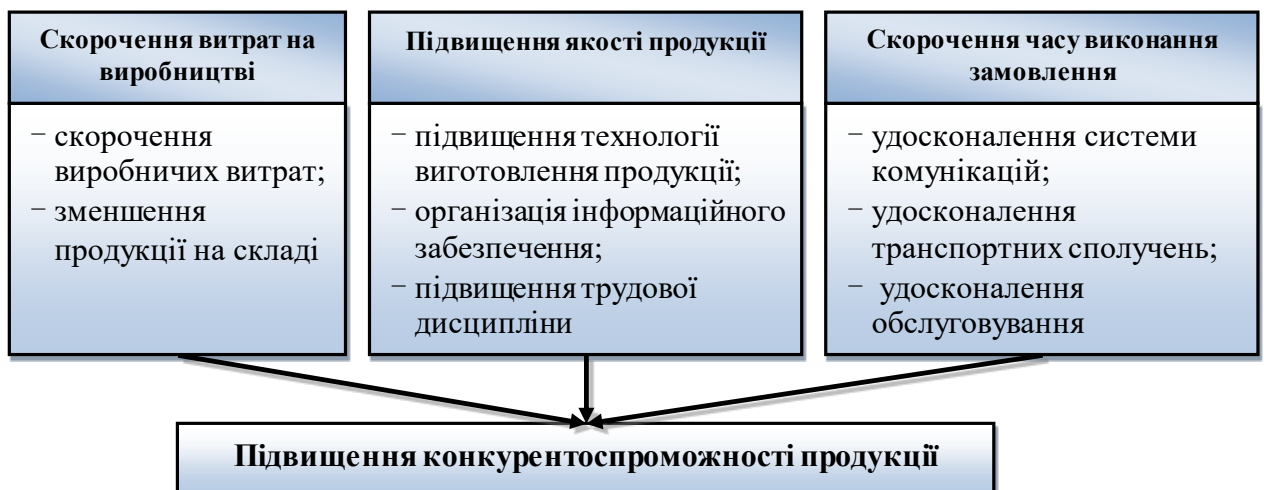 Скорочення витрат на
виробництві
− скорочення
виробничих витрат;
− зменшення
продукції на складі
Підвищення якості продукції
− підвищення технології
виготовлення продукції;
− організація інформаційного
забезпечення;
− підвищення трудової
дисципліни
Скорочення часу виконання
замовлення
− удосконалення системи
комунікацій;
− удосконалення
транспортних сполучень;
− удосконалення
обслуговування
Підвищення конкурентоспроможності продукції